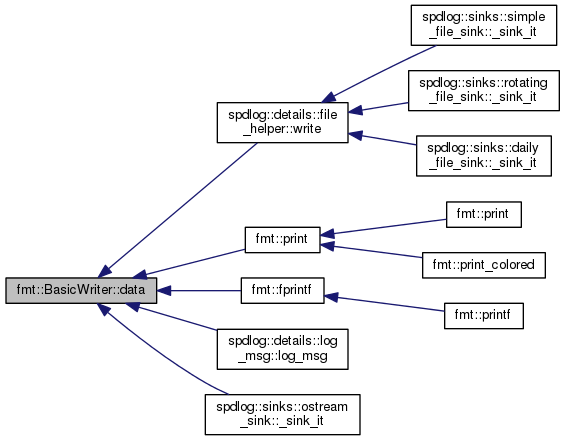 spdlog::sinks::simple
_file_sink::_sink_it
spdlog::sinks::rotating
_file_sink::_sink_it
spdlog::details::file
_helper::write
spdlog::sinks::daily
_file_sink::_sink_it
fmt::print
fmt::print
fmt::print_colored
fmt::BasicWriter::data
fmt::fprintf
fmt::printf
spdlog::details::log
_msg::log_msg
spdlog::sinks::ostream
_sink::_sink_it